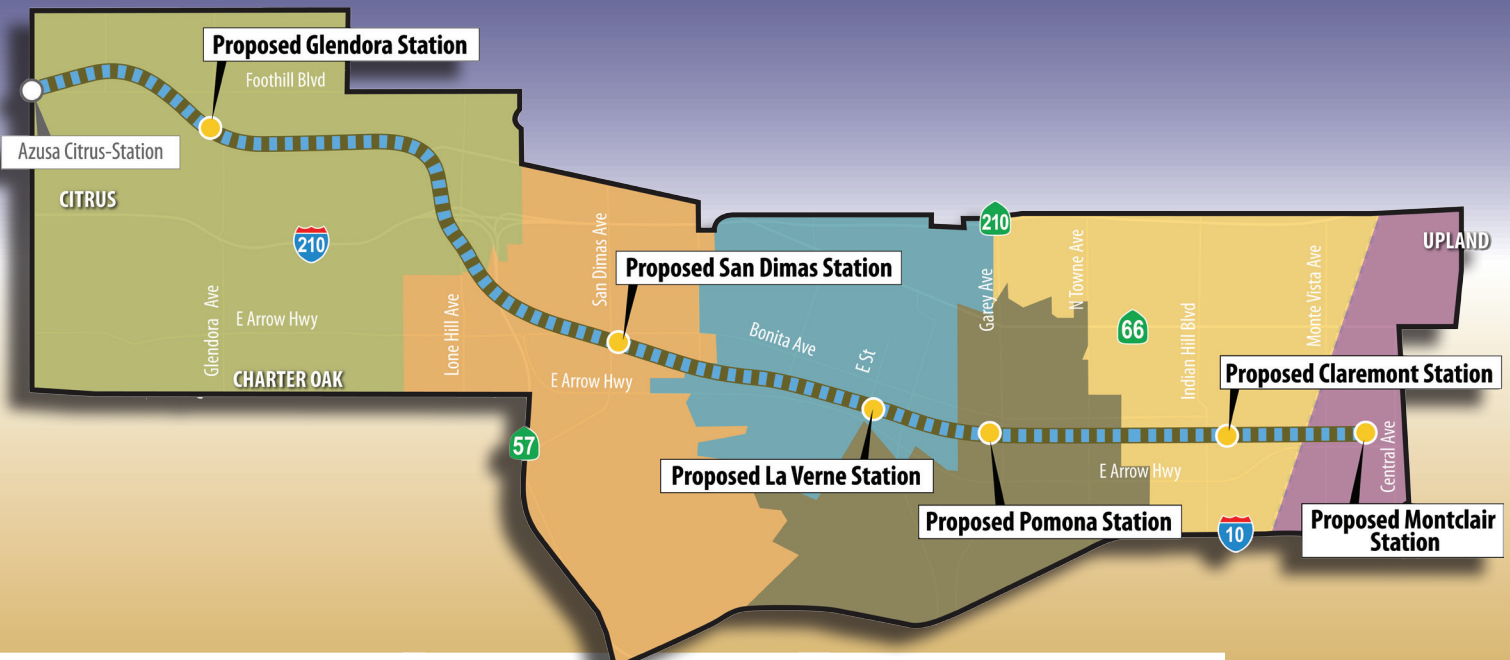 Proposed Glendora Station
Foothill Blvd
Azusa Citrus-Station
CITRUS
210
Glendora Ave
E Arrow Hwy
CHARTER OAK
Lone Hill Ave
San Dimas Ave
Proposed San Dimas Station
E Arrow Hwy
57
Bonita Ave
E St
Proposed La Verne Station
210
Garey Ave
N Towne Ave
66
Indian Hill Blvd
Monte Vista Ave
UPLAND
Proposed Claremont Station
E Arrow Hwy
Central Ave
Proposed Pomona Station
10
Proposed Montclair
Station